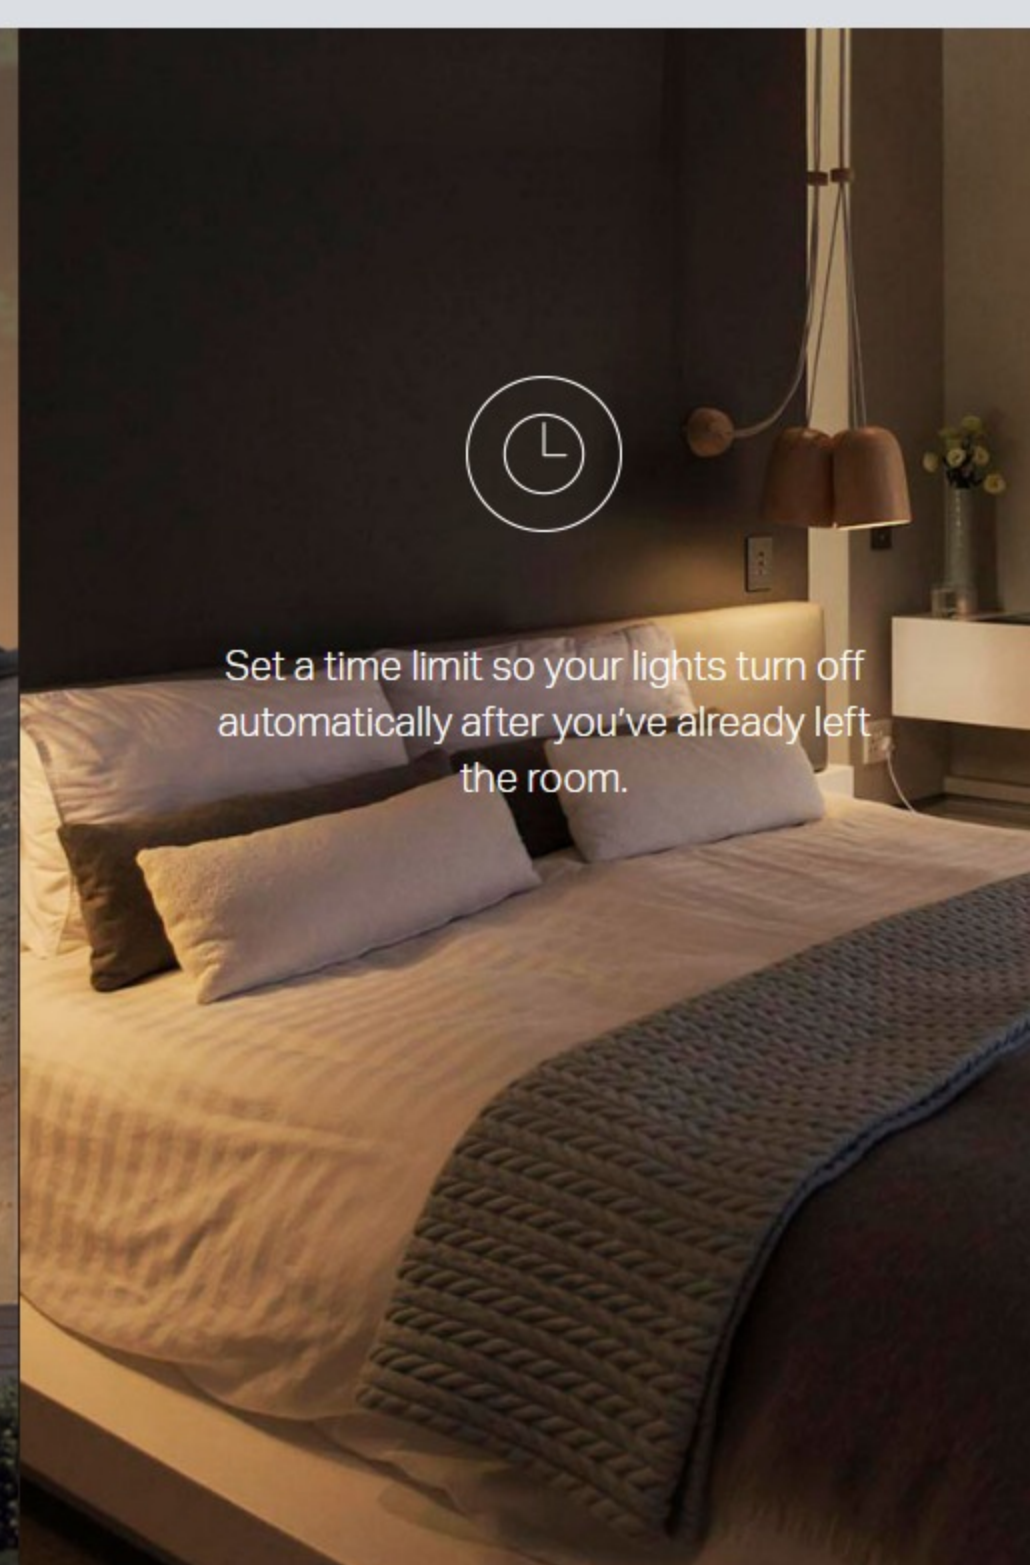 Set a time limit so your lights turn off
automatically after you've already left
the room.